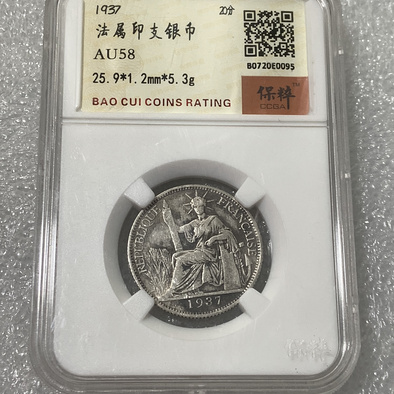 1937 20分
法属印支银币
AU58
25.9*1.2mm*5.3g
BAO CUI COINS RATING
B0720E0095
保粹
CCBA
REPUBLIQUE FRANÇAISE
1937